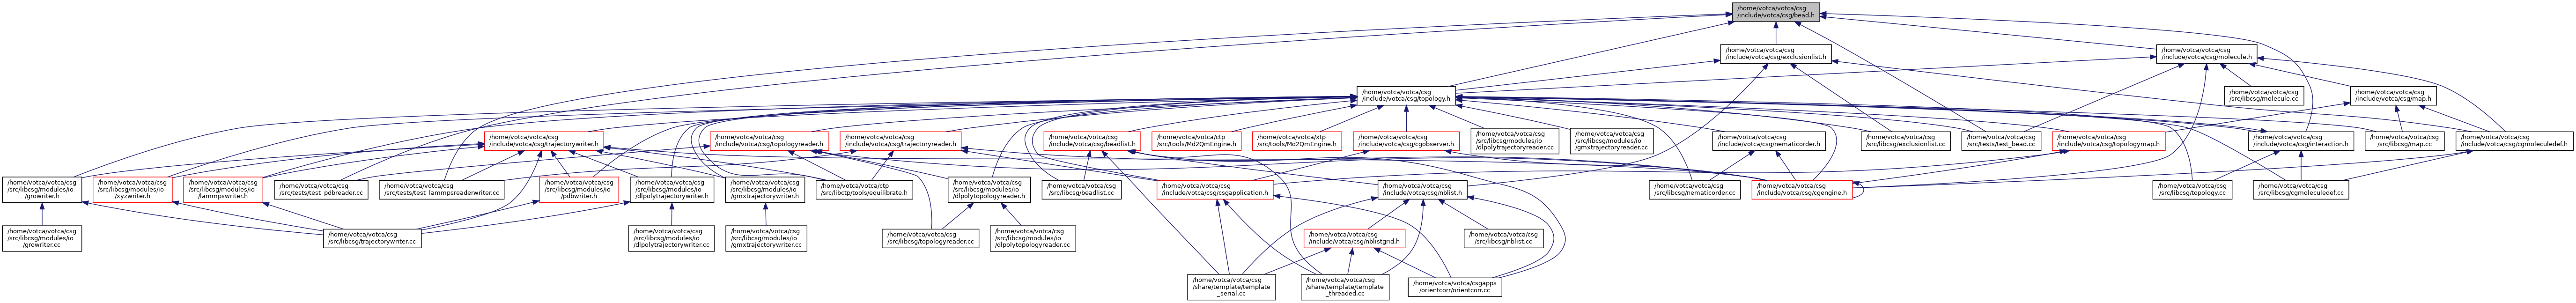 /home/votca/votca/csg
/include/votca/csg/bead.h
/home/votca/votca/csg
/include/votca/csg/exclusionlist.h
/home/votca/votca/csg
/include/votca/csg/molecule.h
/home/votca/votca/csg
/include/votca/csg/topology.h
/home/votca/votca/csg
/src/libcsg/molecule.cc
/home/votca/votca/csg
/include/votca/csg/map.h
/home/votca/votca/csg
/include/votca/csg/trajectorywriter.h
/home/votca/votca/csg
/include/votca/csg/topologyreader.h
/home/votca/votca/csg
/include/votca/csg/trajectoryreader.h
/home/votca/votca/csg
/include/votca/csg/beadlist.h
/home/votca/votca/ctp
/src/tools/Md2QmEngine.h
/home/votca/votca/xtp
/src/tools/Md2QmEngine.h
/home/votca/votca/csg
/include/votca/csg/cgobserver.h
/home/votca/votca/csg
/src/libcsg/modules/io
/dlpolytrajectoryreader.cc
/home/votca/votca/csg
/src/libcsg/modules/io
/gmxtrajectoryreader.cc
/home/votca/votca/csg
/include/votca/csg/nematicorder.h
/home/votca/votca/csg
/src/libcsg/exclusionlist.cc
/home/votca/votca/csg
/src/tests/test_bead.cc
/home/votca/votca/csg
/include/votca/csg/topologymap.h
/home/votca/votca/csg
/include/votca/csg/interaction.h
/home/votca/votca/csg
/src/libcsg/map.cc
/home/votca/votca/csg
/include/votca/csg/cgmoleculedef.h
/home/votca/votca/csg
/src/libcsg/modules/io
/growriter.h
/home/votca/votca/csg
/src/libcsg/modules/io
/xyzwriter.h
/home/votca/votca/csg
/src/libcsg/modules/io
/lammpswriter.h
/home/votca/votca/csg
/src/tests/test_pdbreader.cc
/home/votca/votca/csg
/src/tests/test_lammpsreaderwriter.cc
/home/votca/votca/csg
/src/libcsg/modules/io
/pdbwriter.h
/home/votca/votca/csg
/src/libcsg/modules/io
/dlpolytrajectorywriter.h
/home/votca/votca/csg
/src/libcsg/modules/io
/gmxtrajectorywriter.h
/home/votca/votca/ctp
/src/libctp/tools/equilibrate.h
/home/votca/votca/csg
/src/libcsg/modules/io
/dlpolytopologyreader.h
/home/votca/votca/csg
/src/libcsg/beadlist.cc
/home/votca/votca/csg
/include/votca/csg/csgapplication.h
/home/votca/votca/csg
/include/votca/csg/nblist.h
/home/votca/votca/csg
/src/libcsg/nematicorder.cc
/home/votca/votca/csg
/include/votca/csg/cgengine.h
/home/votca/votca/csg
/src/libcsg/topology.cc
/home/votca/votca/csg
/src/libcsg/cgmoleculedef.cc
/home/votca/votca/csg
/src/libcsg/modules/io
/growriter.cc
/home/votca/votca/csg
/src/libcsg/trajectorywriter.cc
/home/votca/votca/csg
/src/libcsg/modules/io
/dlpolytrajectorywriter.cc
/home/votca/votca/csg
/src/libcsg/modules/io
/gmxtrajectorywriter.cc
/home/votca/votca/csg
/src/libcsg/topologyreader.cc
/home/votca/votca/csg
/src/libcsg/modules/io
/dlpolytopologyreader.cc
/home/votca/votca/csg
/include/votca/csg/nblistgrid.h
/home/votca/votca/csg
/src/libcsg/nblist.cc
/home/votca/votca/csg
/share/template/template
_serial.cc
/home/votca/votca/csg
/share/template/template
_threaded.cc
/home/votca/votca/csgapps
/orientcorr/orientcorr.cc